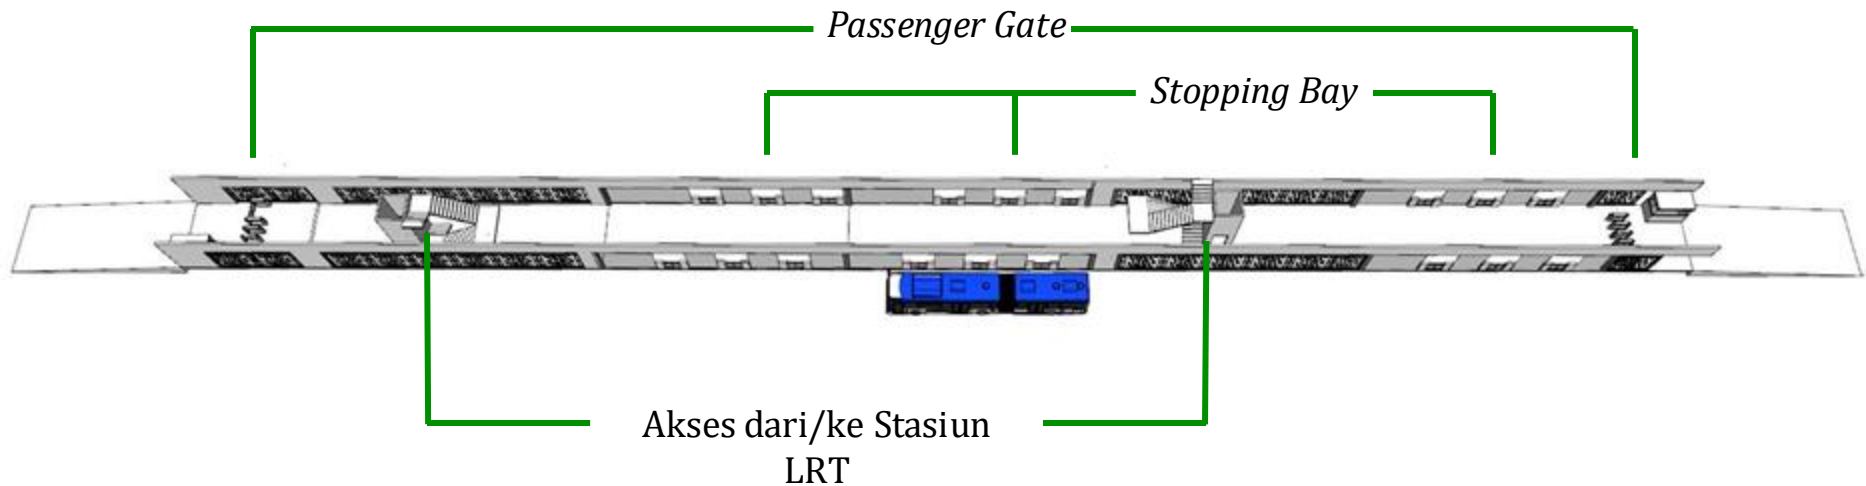 Passenger Gate
Stopping Bay
Akses dari/ke Stasiun
LRT